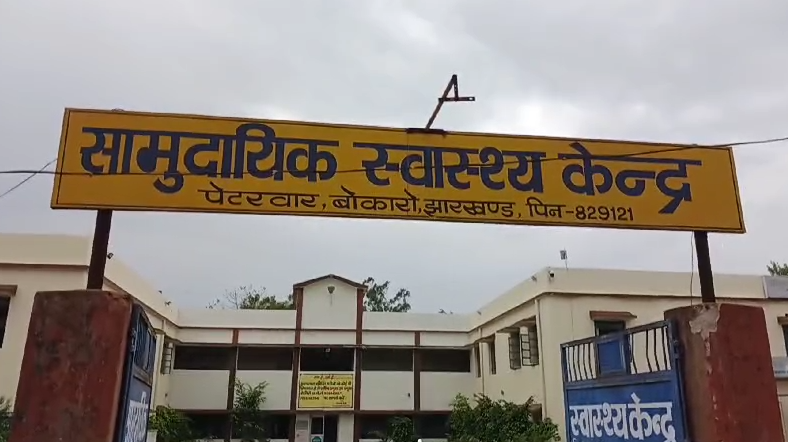 सामुदायिक स्वास्थ्य केन्द्र
पेटरवार, बोकारो, झारखण्ड, पिन-829121
स्वास्थ्य केन्द्र